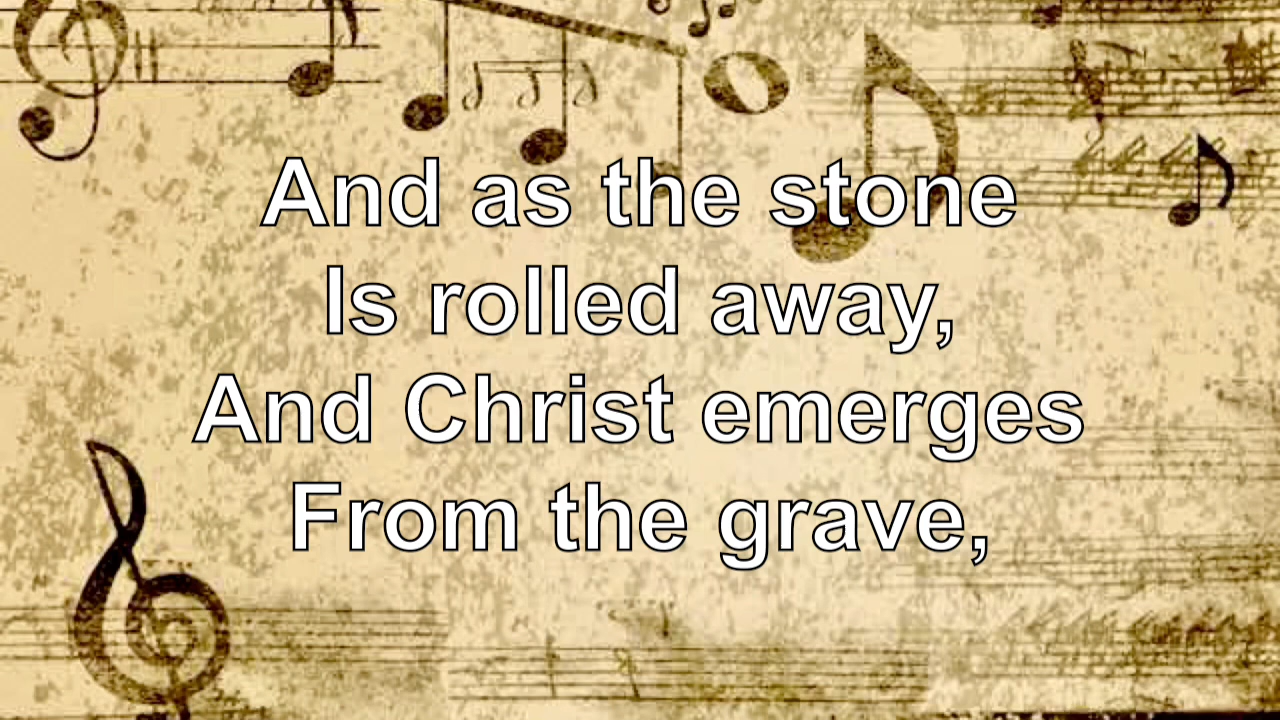 And as the stone
Is rolled away,
And Christ emerges
From the grave,